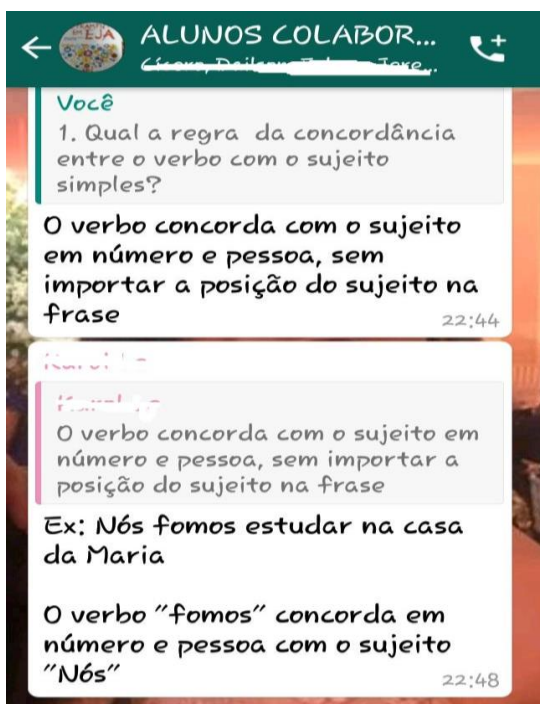 EJA
ALUNOS COLABOR...
Você
1. Qual a regra da concordância
entre o verbo com o sujeito
simples?
O verbo concorda com o sujeito
em número e pessoa, sem
importar a posição do sujeito na
frase
22:44
O verbo concorda com o sujeito em
número e pessoa, sem importar a
posição do sujeito na frase
Ex: Nós fomos estudar na casa
da Maria
O verbo "fomos" concorda em
número e pessoa com o sujeito
"Nós"
22:48